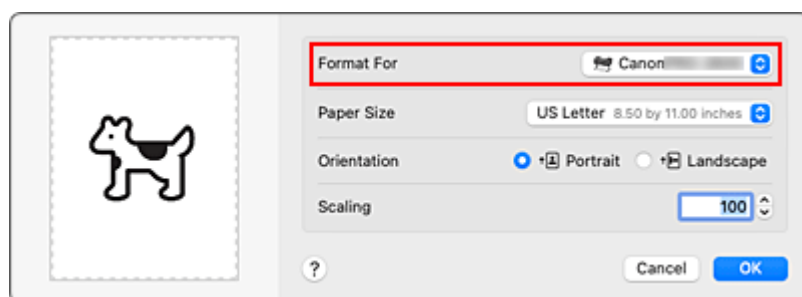 Format For Canon
Paper Size US Letter 8.50 by 11.00 inches
Orientation Portrait Landscape
Scaling 100
? Cancel OK